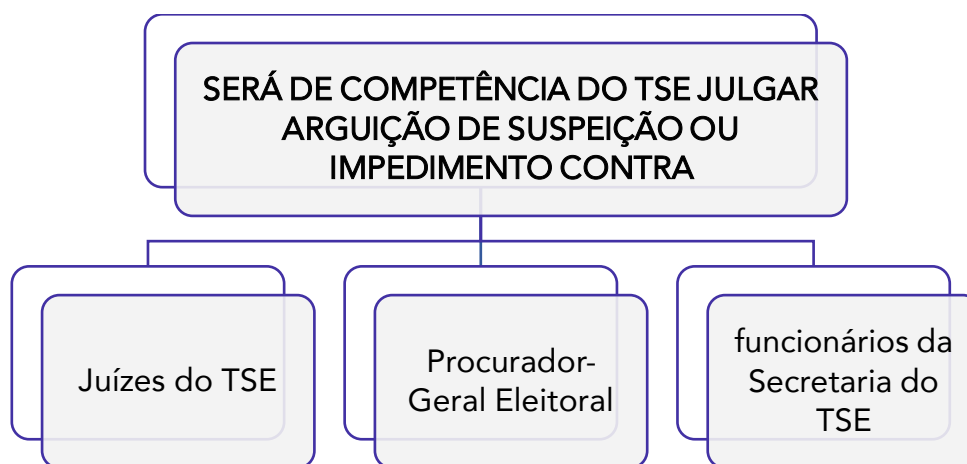 SERÁ DE COMPETÊNCIA DO TSE JULGAR
ARGUIÇÃO DE SUSPEIÇÃO OU
IMPEDIMENTO CONTRA
Juízes do TSE
Procurador-
Geral Eleitoral
funcionários da
Secretaria do
TSE